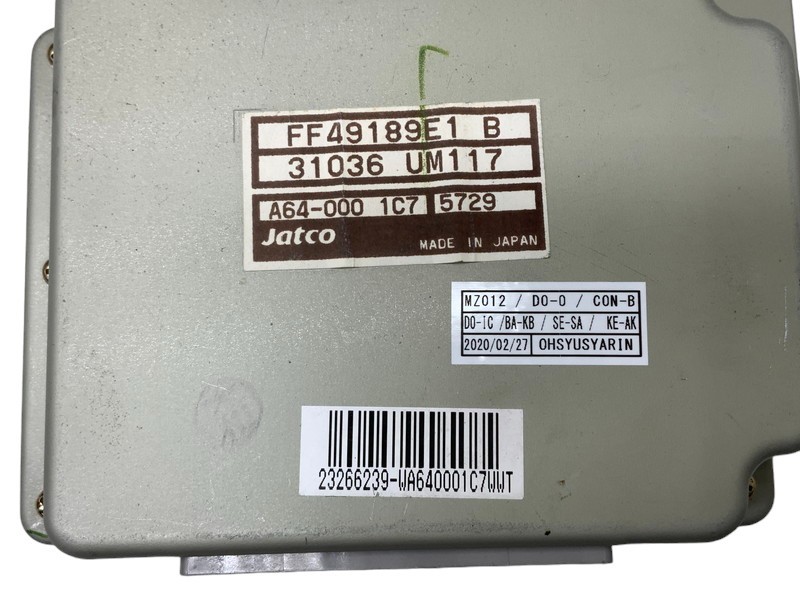 FF49189E1 B
31036 UM117
A64-000 1C7 5729
Jatco MADE IN JAPAN
MZ012 / DO-O / CON-B
DO-IC /BA-KB / SE-SA / KE-AK
2020/02/27 OHSYUSYARIN
23266239-WA640001C7WWT